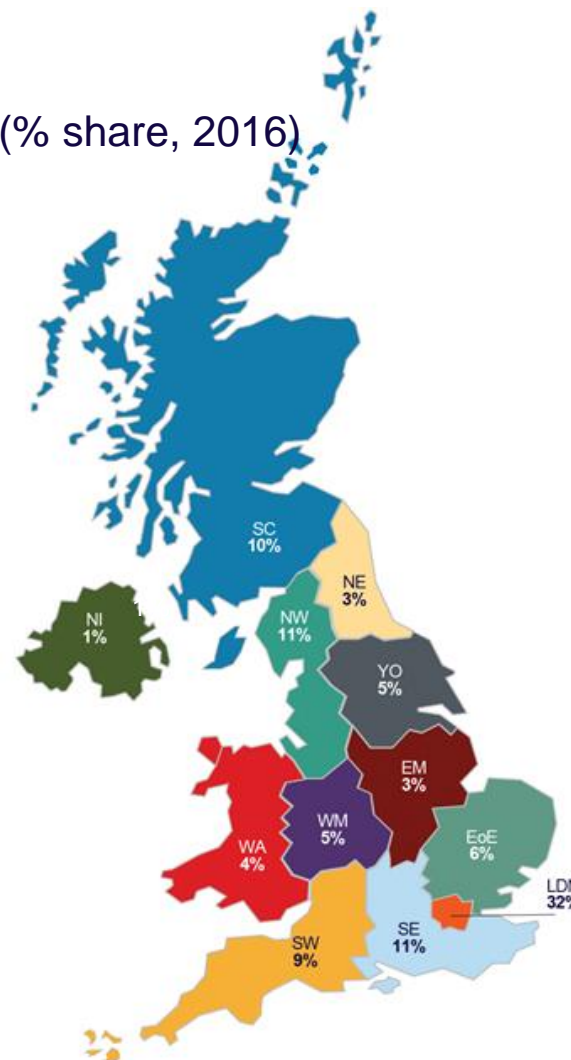 (% share, 2016)
SC
10%
NE
3%
NI
1%
NW
11%
YO
5%
EM
3%
WM
5%
WA
4%
EoE
6%
LDN
32%
SE
11%
SW
9%